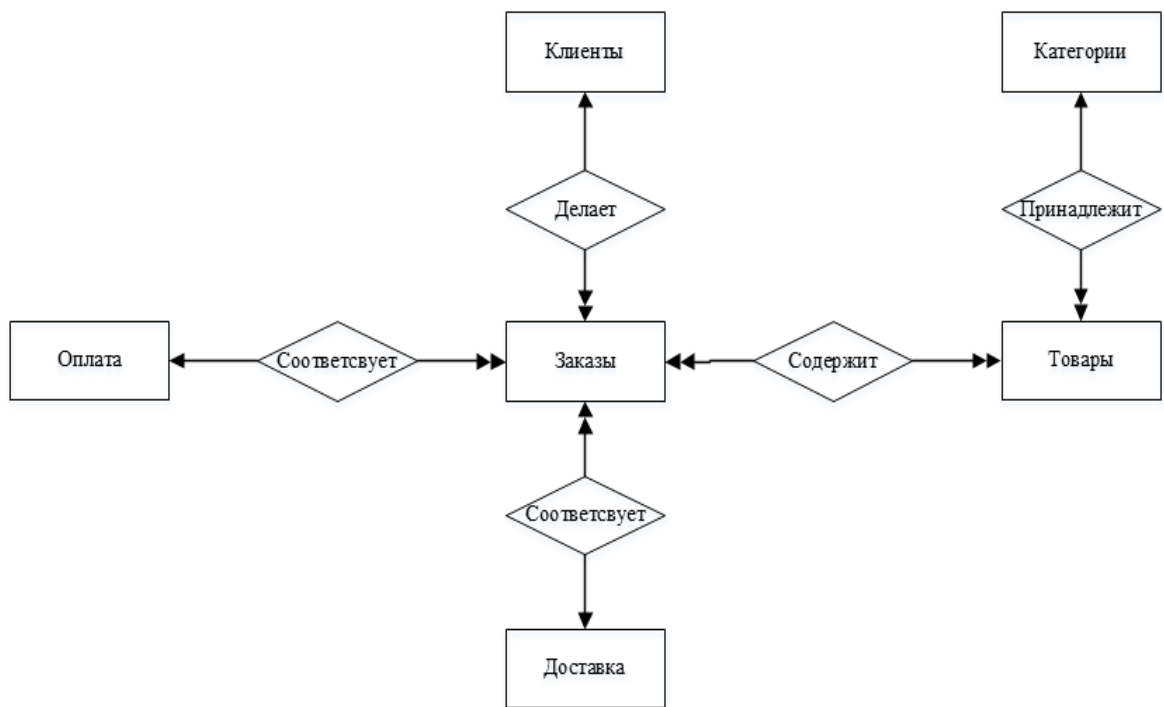 Клиенты
Категории
Делает
Принадлежит
Оплата
Соответсвует
Заказы
Содержит
Товары
Соответсвует
Доставка